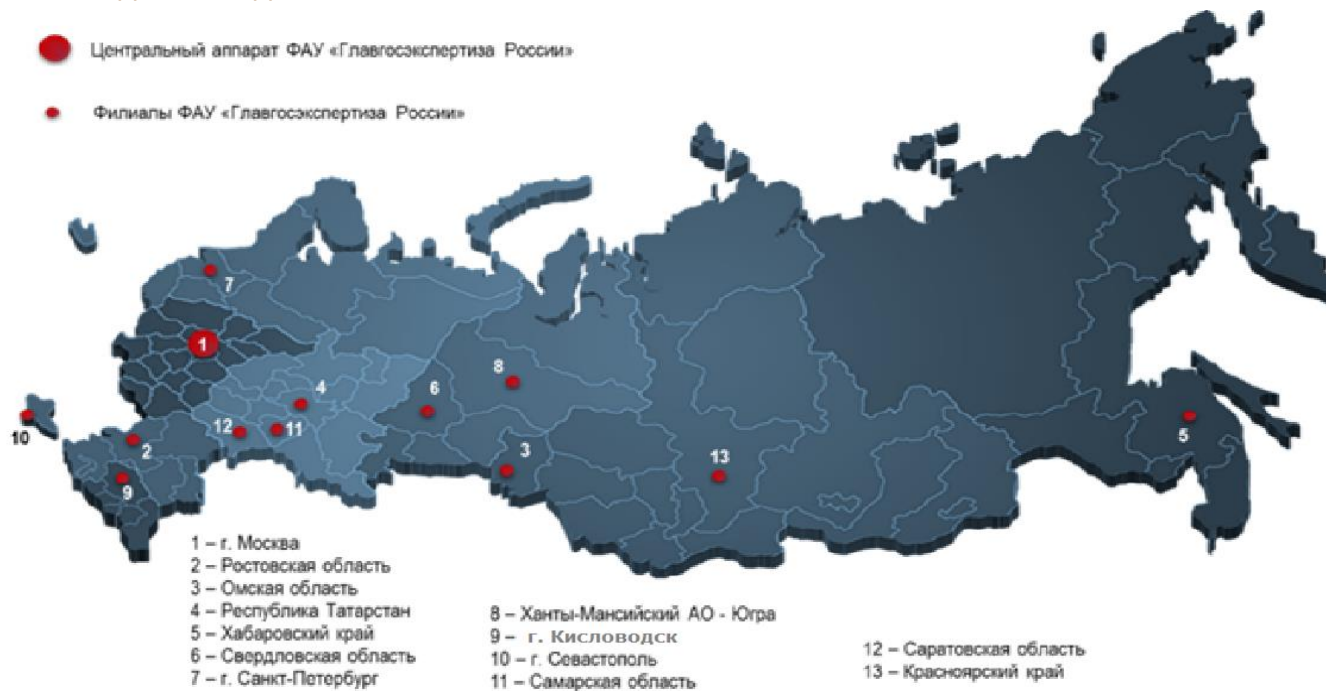 Центральный аппарат ФАУ «Главгосэкспертиза России»
Филиалы ФАУ «Главгосэкспертиза России»
7
1
8
6
4
12
11
10
2
9
3
13
5
1 – г. Москва
2 – Ростовская область
3 – Омская область
4 – Республика Татарстан
5 – Хабаровский край
6 – Свердловская область
7 – г. Санкт-Петербург
8 – Ханты-Мансийский АО - Югра
9 – г. Кисловодск
10 – г. Севастополь
11 – Самарская область
12 – Саратовская область
13 – Красноярский край